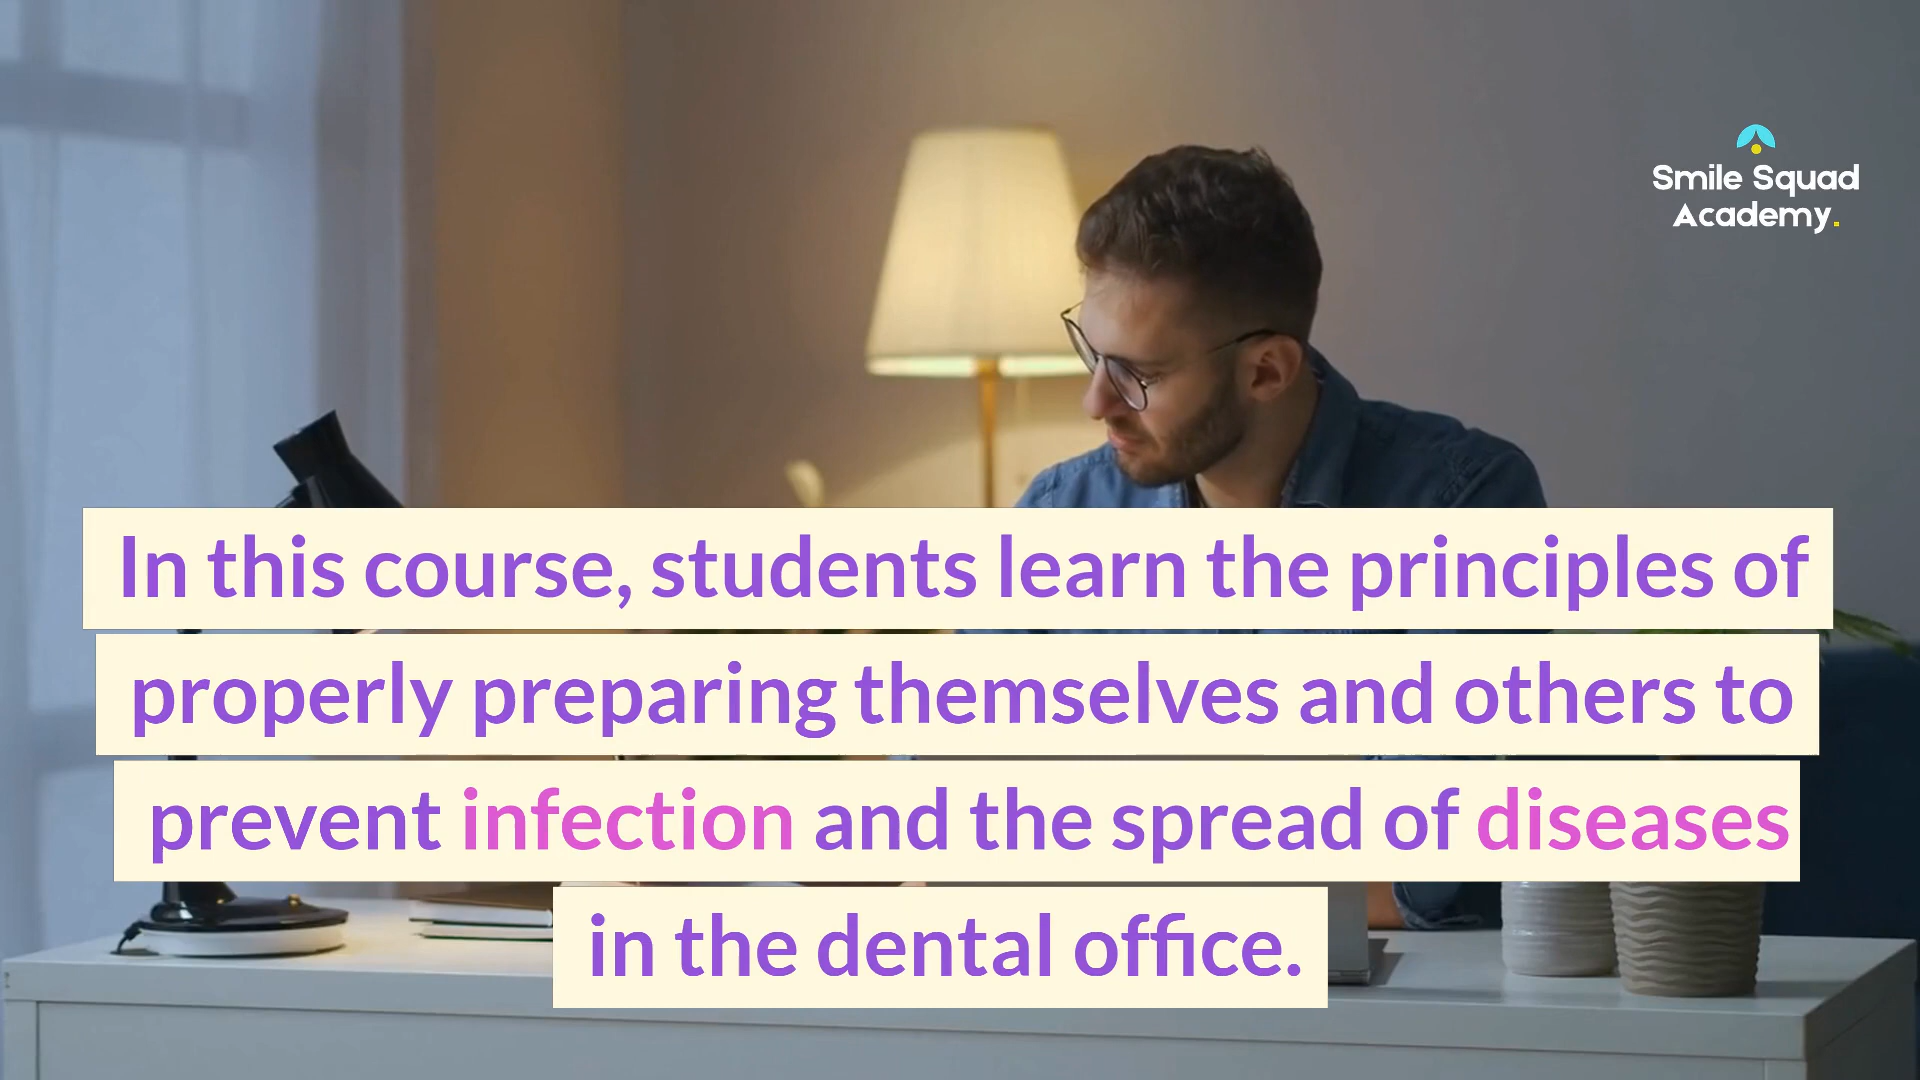 Smile Squad
Academy.
In this course, students learn the principles of
properly preparing themselves and others to
prevent infection and the spread of diseases
in the dental office.